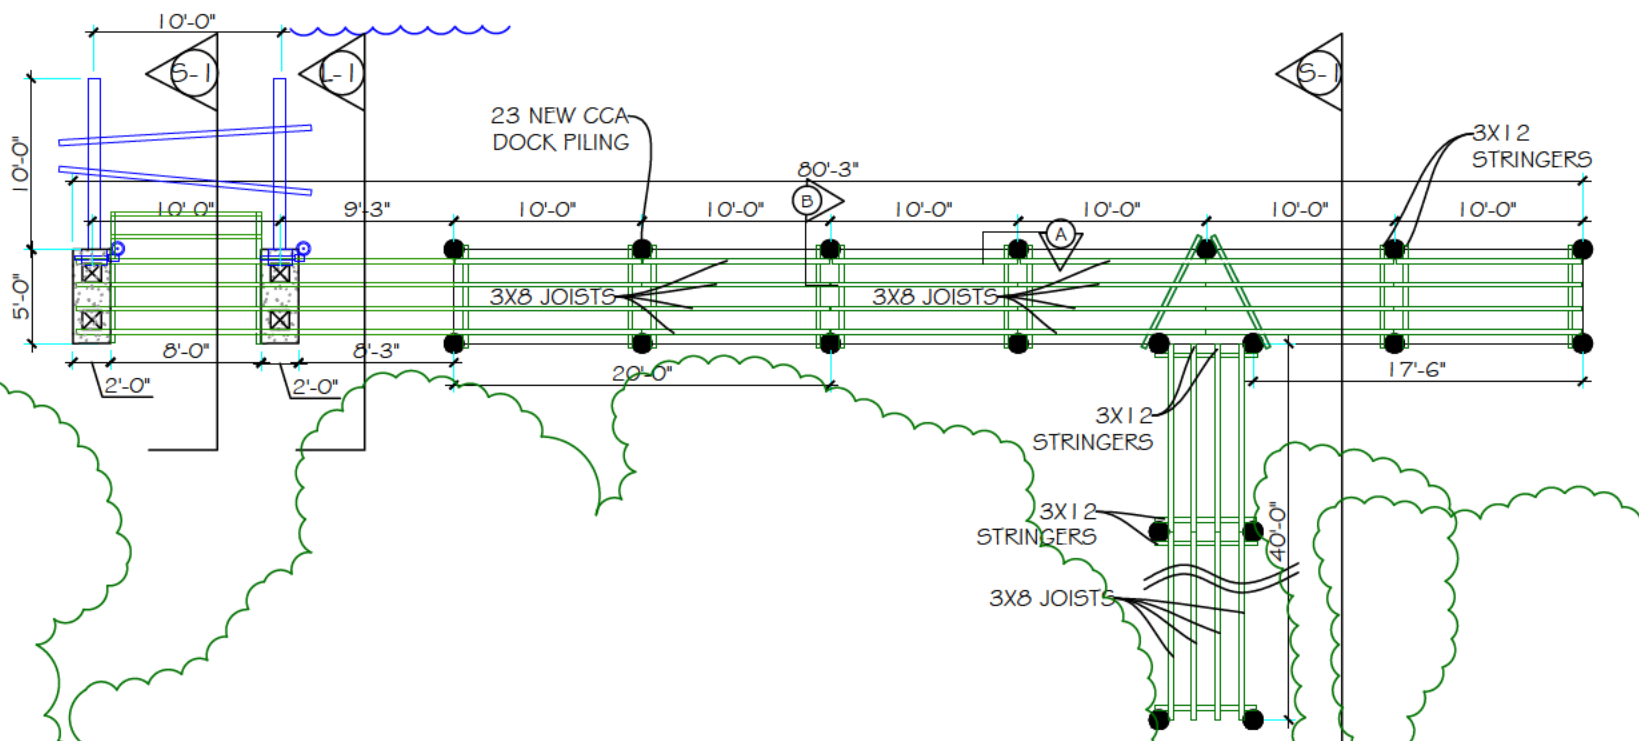 10'-0"
S-1
L-1
S-1
23 NEW CCA
DOCK PILING
3X12
STRINGERS
80'-3"
10'-0"
10'-0"
9'-3"
10'-0"
10'-0"
B
10'-0"
A
10'-0"
10'-0"
10'-0"
5'-0"
3X8 JOISTS
3X8 JOISTS
8'-0"
8'-3"
2'-0"
2'-0"
20'-0"
17'-6"
3X12
STRINGERS
3X12
STRINGERS
40'-0"
3X8 JOISTS